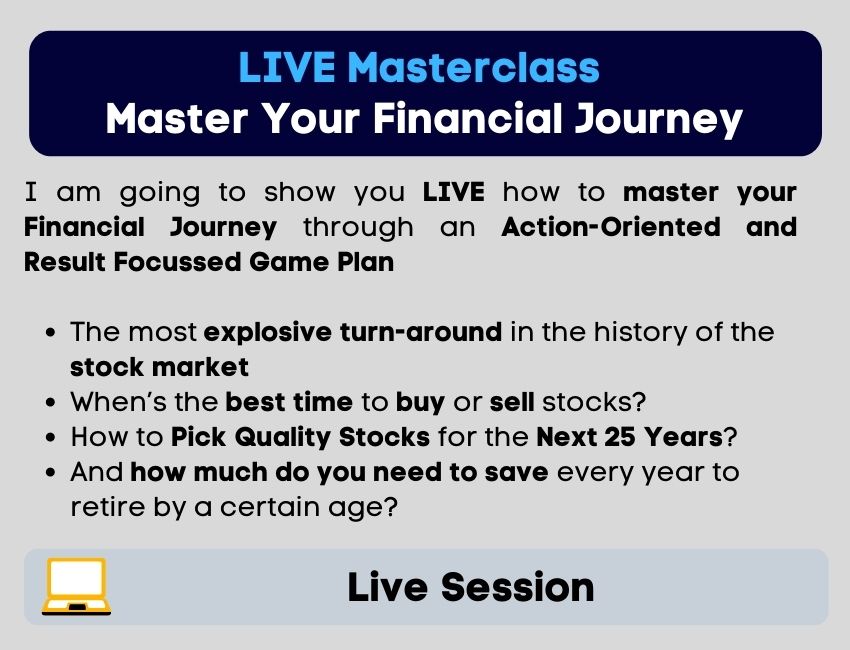 LIVE Masterclass
Master Your Financial Journey
I am going to show you LIVE how to master your
Financial Journey through an Action-Oriented and
Result Focussed Game Plan
• The most explosive turn-around in the history of the
stock market
• When's the best time to buy or sell stocks?
• How to Pick Quality Stocks for the Next 25 Years?
• And how much do you need to save every year to
retire by a certain age?
Live Session